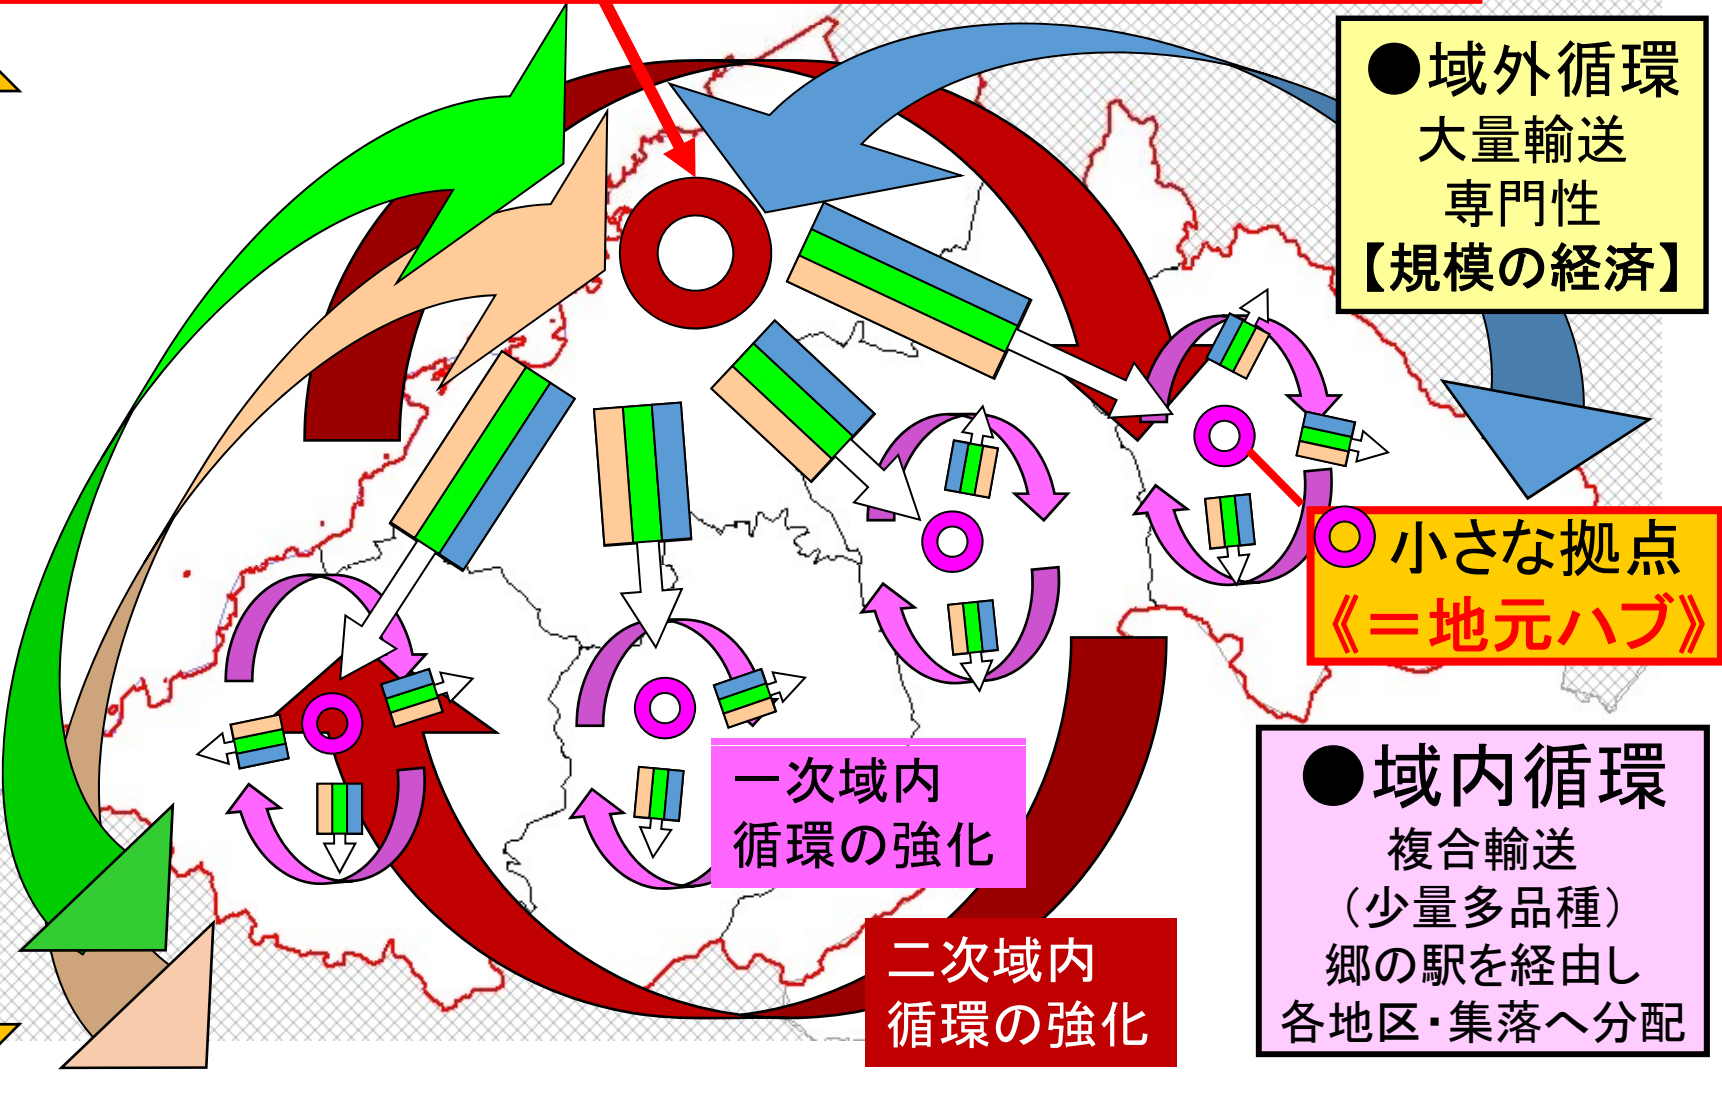 ●域外循環
大量輸送
専門性
【規模の経済】
小さな拠点
《＝地元ハブ》
一次域内
循環の強化
二次域内
循環の強化
●域内循環
複合輸送
（少量多品種）
郷の駅を経由し
各地区・集落へ分配